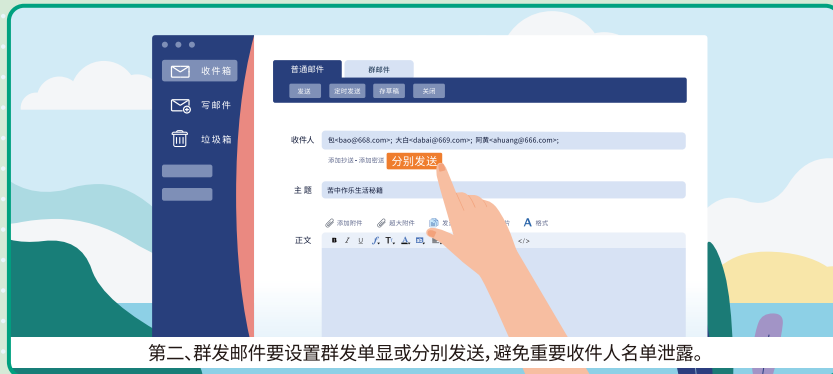 收件箱
写邮件
垃圾箱
普通邮件 群邮件
发送 定时发送 存草稿 关闭
收件人 包<bao@668.com>; 大白<dabai@669.com>; 阿黄<ahuang@666.com>;
添加抄送-添加密送 分别发送
主题 苦中作乐生活秘籍
添加附件 超大附件 A 格式
正文 B I U </>
第二、群发邮件要设置群发单显或分别发送,避免重要收件人名单泄露。